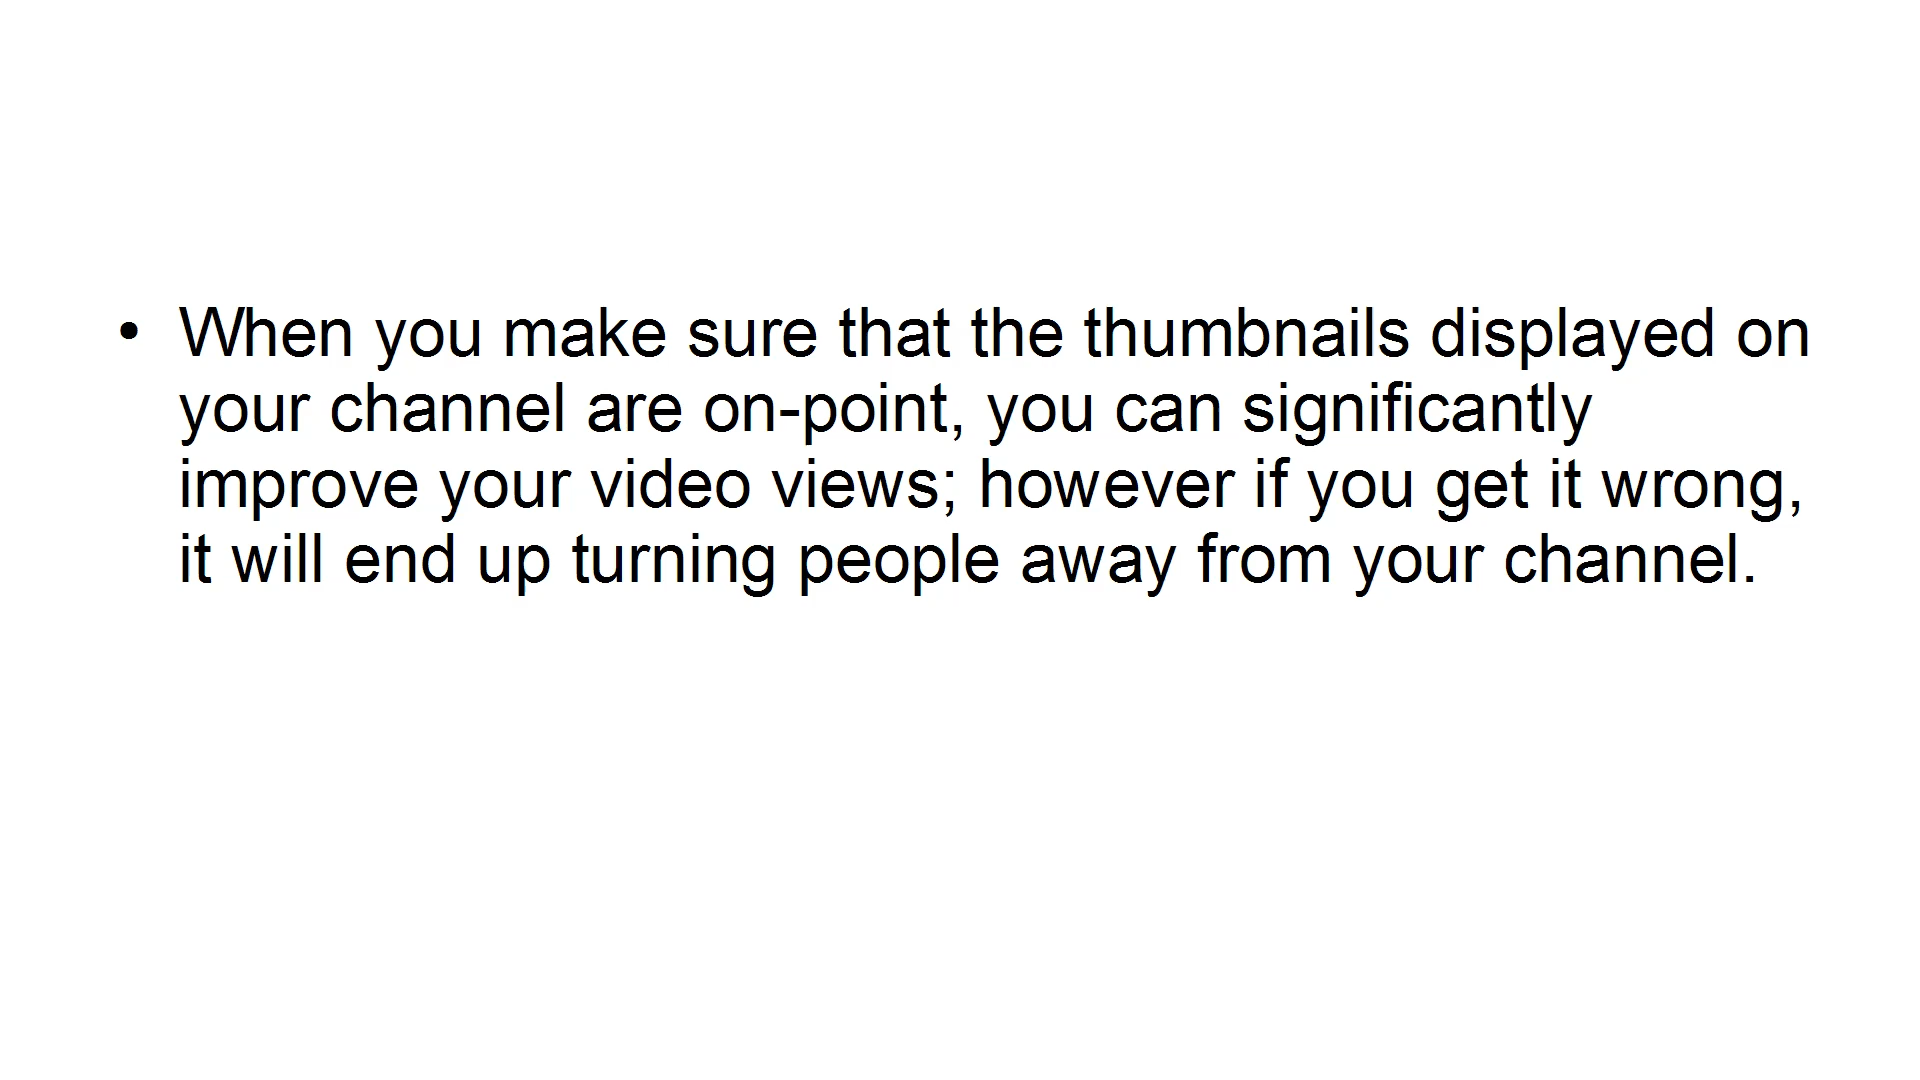 • When you make sure that the thumbnails displayed on
your channel are on-point, you can significantly
improve your video views; however if you get it wrong,
it will end up turning people away from your channel.